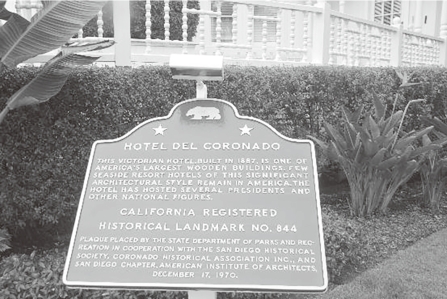 HOTEL DEL CORONADO
THIS VICTORIAN HOTEL, BUILT IN 1887, IS ONE OF
AMERICA'S LARGEST WOODEN BUILDINGS. FEW
SEASIDE RESORT HOTELS OF THIS SIGNIFICANT
ARCHITECTURAL STYLE REMAIN IN AMERICA. THE
HOTEL HAS HOSTED SEVERAL PRESIDENTS AND
OTHER NATIONAL FIGURES.
CALIFORNIA REGISTERED
HISTORICAL LANDMARK NO. 844
PLAQUE PLACED BY THE STATE DEPARTMENT OF PARKS AND REC-
REATION IN COOPERATION WITH THE SAN DIEGO HISTORICAL
SOCIETY, CORONADO HISTORICAL ASSOCIATION INC., AND
SAN DIEGO CHAPTER, AMERICAN INSTITUTE OF ARCHITECTS,
DECEMBER 17, 1970.